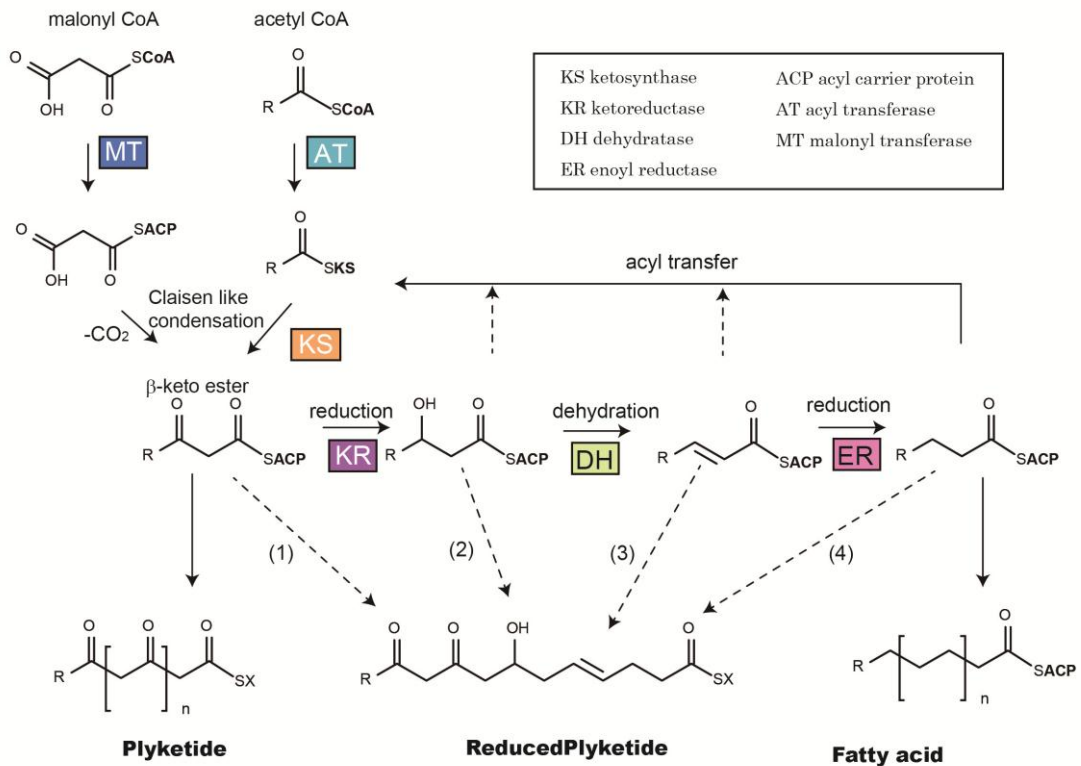 malonyl CoA
acetyl CoA
O
SCoA
OH
O
O
R
SCoA
KS ketosynthase
ACP acyl carrier protein
KR ketoreductase
AT acyl transferase
DH dehydratase
MT malonyl transferase
ER enoyl reductase
MT
AT
O
SACP
OH
O
O
R
SKS
acyl transfer
Claisen like
condensation
-CO2
KS
β-keto ester
O
O
R
SACP
reduction
KR
OH
O
R
SACP
dehydration
DH
O
R
SACP
reduction
ER
O
R
SACP
(1)
(2)
(3)
(4)
O
O
O
R
SX
n
O
O
OH
O
R
SX
O
R
SACP
n
Plyketide
ReducedPlyketide
Fatty acid